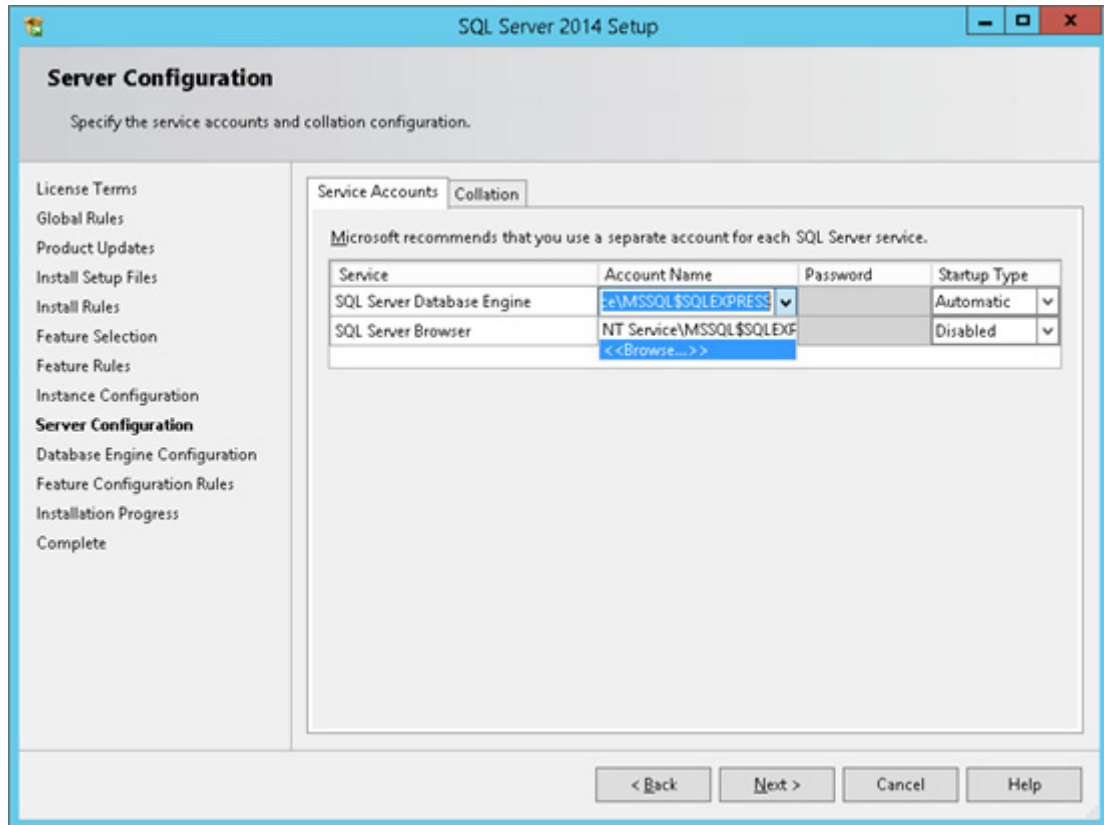 SQL Server 2014 Setup
Server Configuration
Specify the service accounts and collation configuration.
License Terms
Global Rules
Product Updates
Install Setup Files
Install Rules
Feature Selection
Feature Rules
Instance Configuration
Server Configuration
Database Engine Configuration
Feature Configuration Rules
Installation Progress
Complete
Service Accounts Collation
Microsoft recommends that you use a separate account for each SQL Server service.
Service Account Name Password Startup Type
SQL Server Database Engine ce\MSSQL$SQLEXPRESS Automatic
SQL Server Browser NT Service\MSSQL$SQLEXP Disabled
<<Browse...>>
< Back Next > Cancel Help